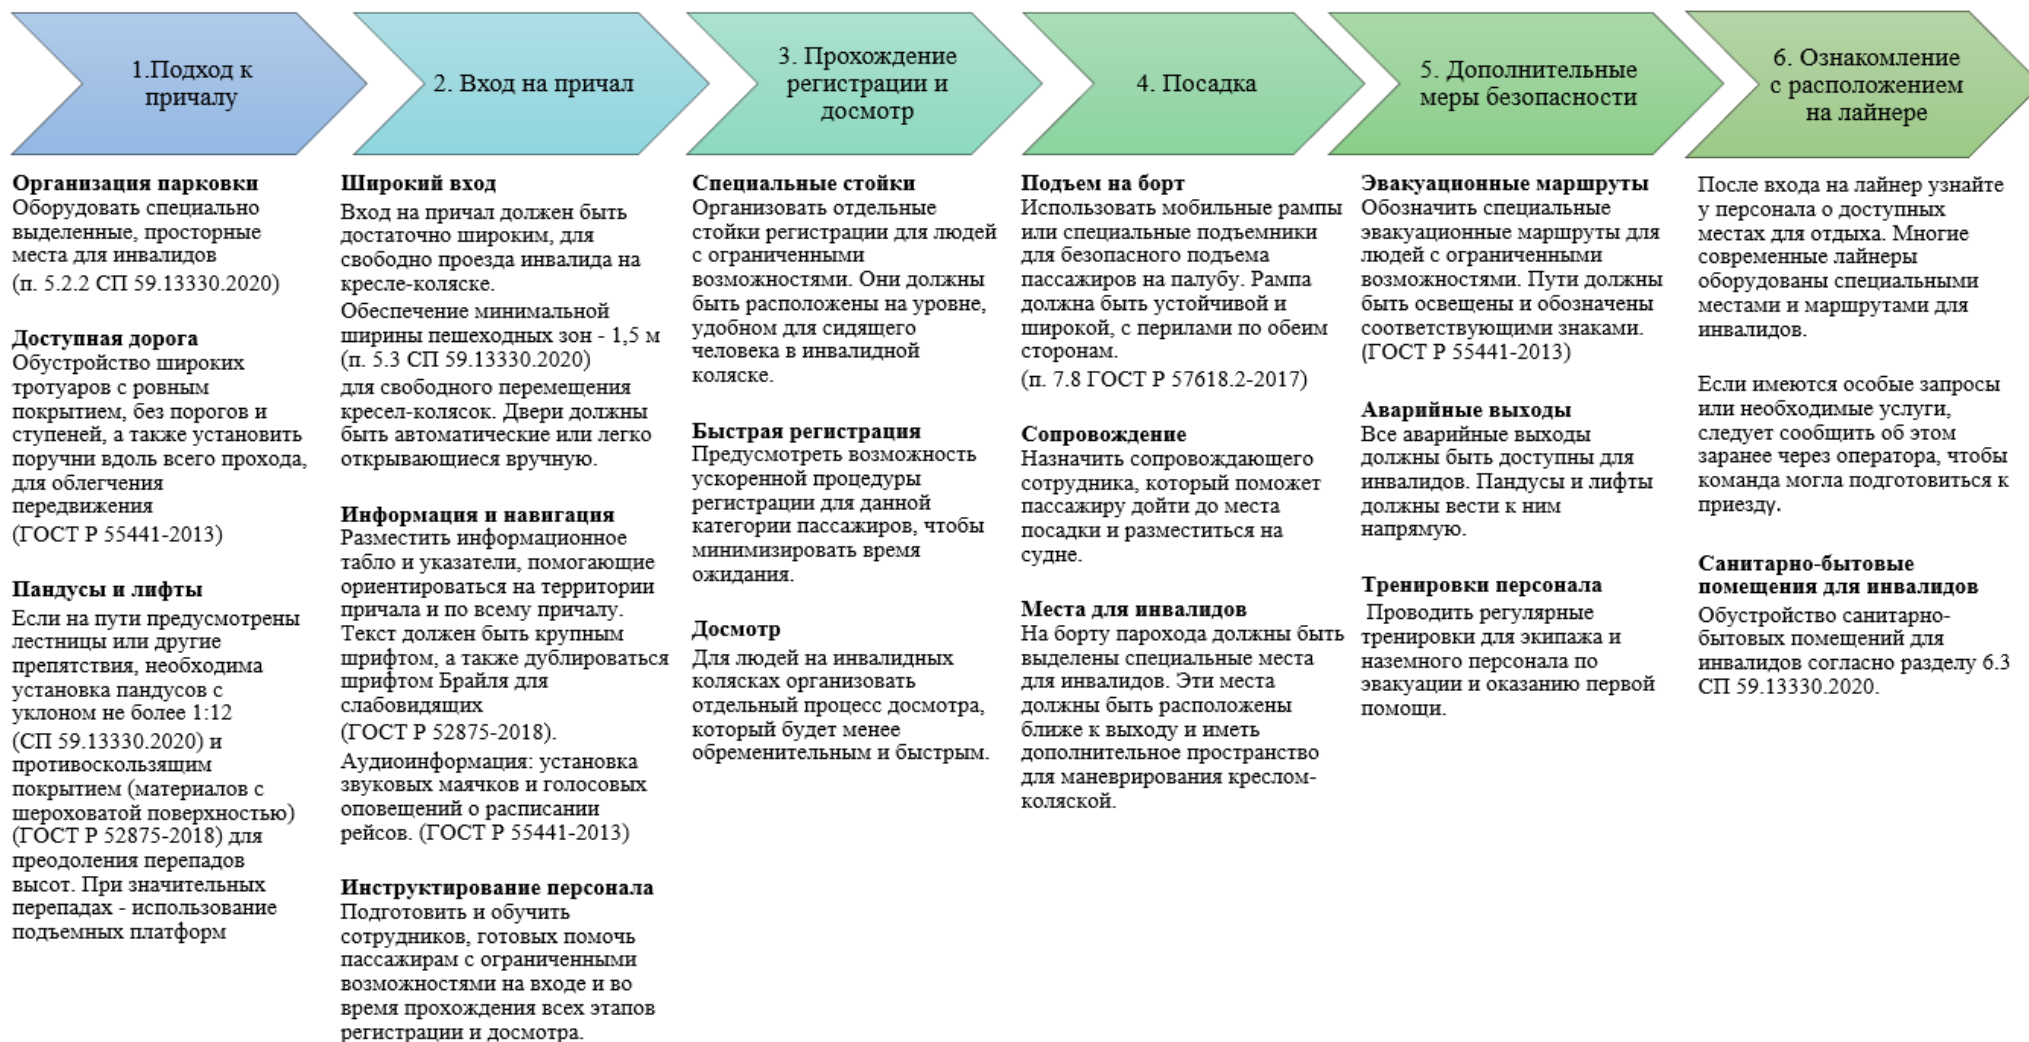 1.Подход к
причалу
2. Вход на причал
3. Прохождение
регистрации и
досмотр
4. Посадка
5. Дополнительные
меры безопасности
6. Ознакомление
с расположением
на лайнере
Организация парковки
Оборудовать специально
выделенные, просторные
места для инвалидов
(п. 5.2.2 СП 59.13330.2020)
Доступная дорога
Обустройство широких
тротуаров с ровным
покрытием, без порогов и
ступеней, а также установить
поручни вдоль всего прохода,
для облегчения
передвижения
(ГОСТ Р 55441-2013)
Пандусы и лифты
Если на пути предусмотрены
лестницы или другие
препятствия, необходима
установка пандусов с
уклоном не более 1:12
(СП 59.13330.2020) и
противоскользящим
покрытием (материалов с
шероховатой поверхностью)
(ГОСТ Р 52875-2018) для
преодоления перепадов
высот. При значительных
перепадах - использование
подъемных платформ
Широкий вход
Вход на причал должен быть
достаточно широким, для
свободно проезда инвалида на
кресле-коляске.
Обеспечение минимальной
ширины пешеходных зон - 1,5 м
(п. 5.3 СП 59.13330.2020)
для свободного перемещения
кресел-колясок. Двери должны
быть автоматические или легко
открывающиеся вручную.
Информация и навигация
Разместить информационное
табло и указатели, помогающие
ориентироваться на территории
причала и по всему причалу.
Текст должен быть крупным
шрифтом, а также дублироваться
шрифтом Брайля для
слабовидящих
(ГОСТ Р 52875-2018).
Аудиоинформация: установка
звуковых маячков и голосовых
оповещений о расписании
рейсов. (ГОСТ Р 55441-2013)
Инструктирование персонала
Подготовить и обучить
сотрудников, готовых помочь
пассажирам с ограниченными
возможностями на входе и во
время прохождения всех этапов
регистрации и досмотра.
Специальные стойки
Организовать отдельные
стойки регистрации для людей
с ограниченными
возможностями. Они должны
быть расположены на уровне,
удобном для сидящего
человека в инвалидной
коляске.
Быстрая регистрация
Предусмотреть возможность
ускоренной процедуры
регистрации для данной
категории пассажиров, чтобы
минимизировать время
ожидания.
Досмотр
Для людей на инвалидных
колясках организовать
отдельный процесс досмотра,
который будет менее
обременительным и быстрым.
Подъем на борт
Использовать мобильные рампы
или специальные подъемники
для безопасного подъема
пассажиров на палубу. Рампа
должна быть устойчивой и
широкой, с перилами по обеим
сторонам.
(п. 7.8 ГОСТ Р 57618.2-2017)
Сопровождение
Назначить сопровождающего
сотрудника, который поможет
пассажиру дойти до места
посадки и разместиться на
судне.
Места для инвалидов
На борту парохода должны быть
выделены специальные места
для инвалидов. Эти места
должны быть расположены
ближе к выходу и иметь
дополнительное пространство
для маневрирования креслом-
коляской.
Эвакуационные маршруты
Обозначить специальные
эвакуационные маршруты для
людей с ограниченными
возможностями. Пути должны
быть освещены и обозначены
соответствующими знаками.
(ГОСТ Р 55441-2013)
Аварийные выходы
Все аварийные выходы
должны быть доступны для
инвалидов. Пандусы и лифты
должны вести к ним
напрямую.
Тренировки персонала
Проводить регулярные
тренировки для экипажа и
наземного персонала по
эвакуации и оказанию первой
помощи.
После входа на лайнер узнайте
у персонала о доступных
местах для отдыха. Многие
современные лайнеры
оборудованы специальными
местами и маршрутами для
инвалидов.
Если имеются особые запросы
или необходимые услуги,
следует сообщить об этом
заранее через оператора, чтобы
команда могла подготовиться к
приезду.
Санитарно-бытовые
помещения для инвалидов
Обустройство санитарно-
бытовых помещений для
инвалидов согласно разделу 6.3
СП 59.13330.2020.